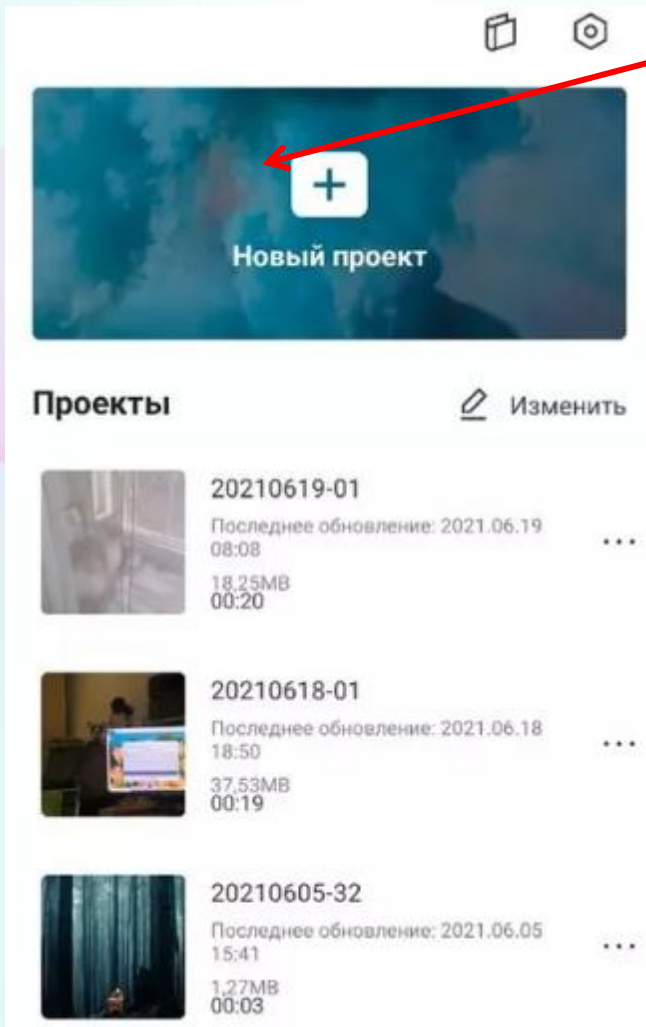 Новый проект
Проекты
Изменить
20210619-01
Последнее обновление: 2021.06.19
08:08
18,25MB
00:20
20210618-01
Последнее обновление: 2021.06.18
18:50
37,53MB
00:19
20210605-32
Последнее обновление: 2021.06.05
15:41
1,27MB
00:03